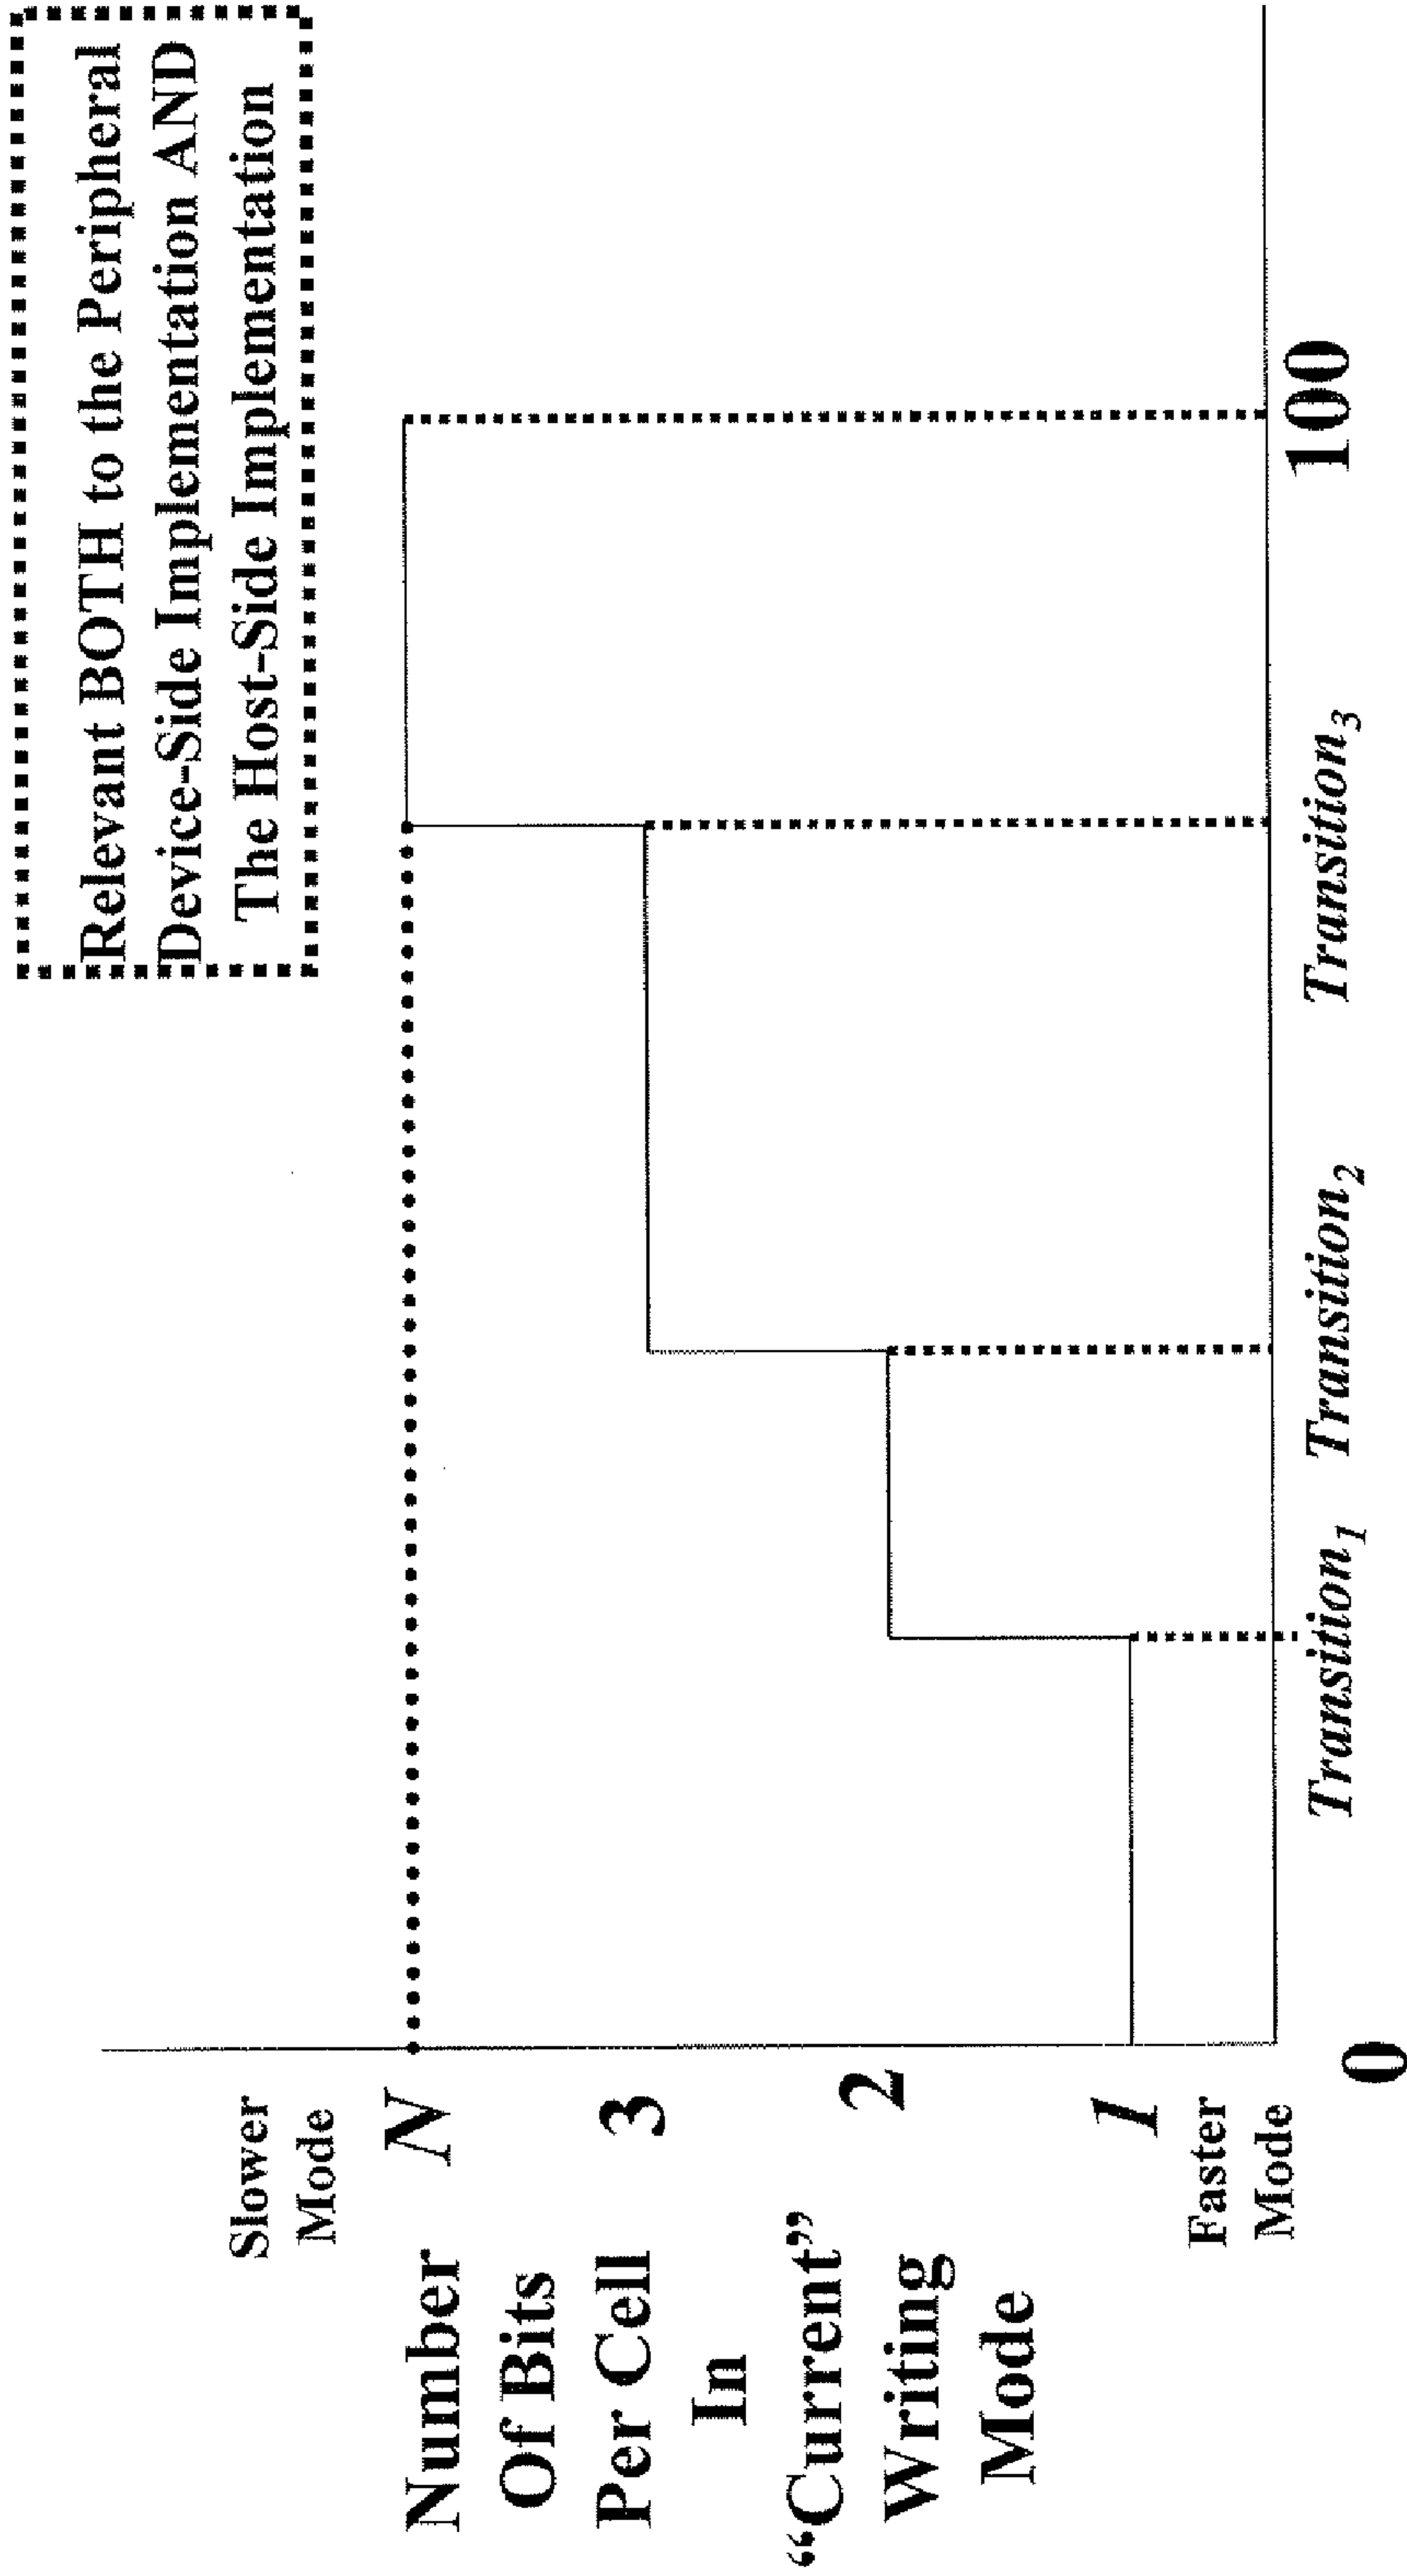 Relevant BOTH to the Peripheral
Device-Side Implementation AND
The Host-Side Implementation
Slower
Mode
N
3
2
1
Number
Of Bits
Per Cell
In
“Current”
Writing
Mode
Faster
Mode
0
Transition1
Transition2
Transition3
100